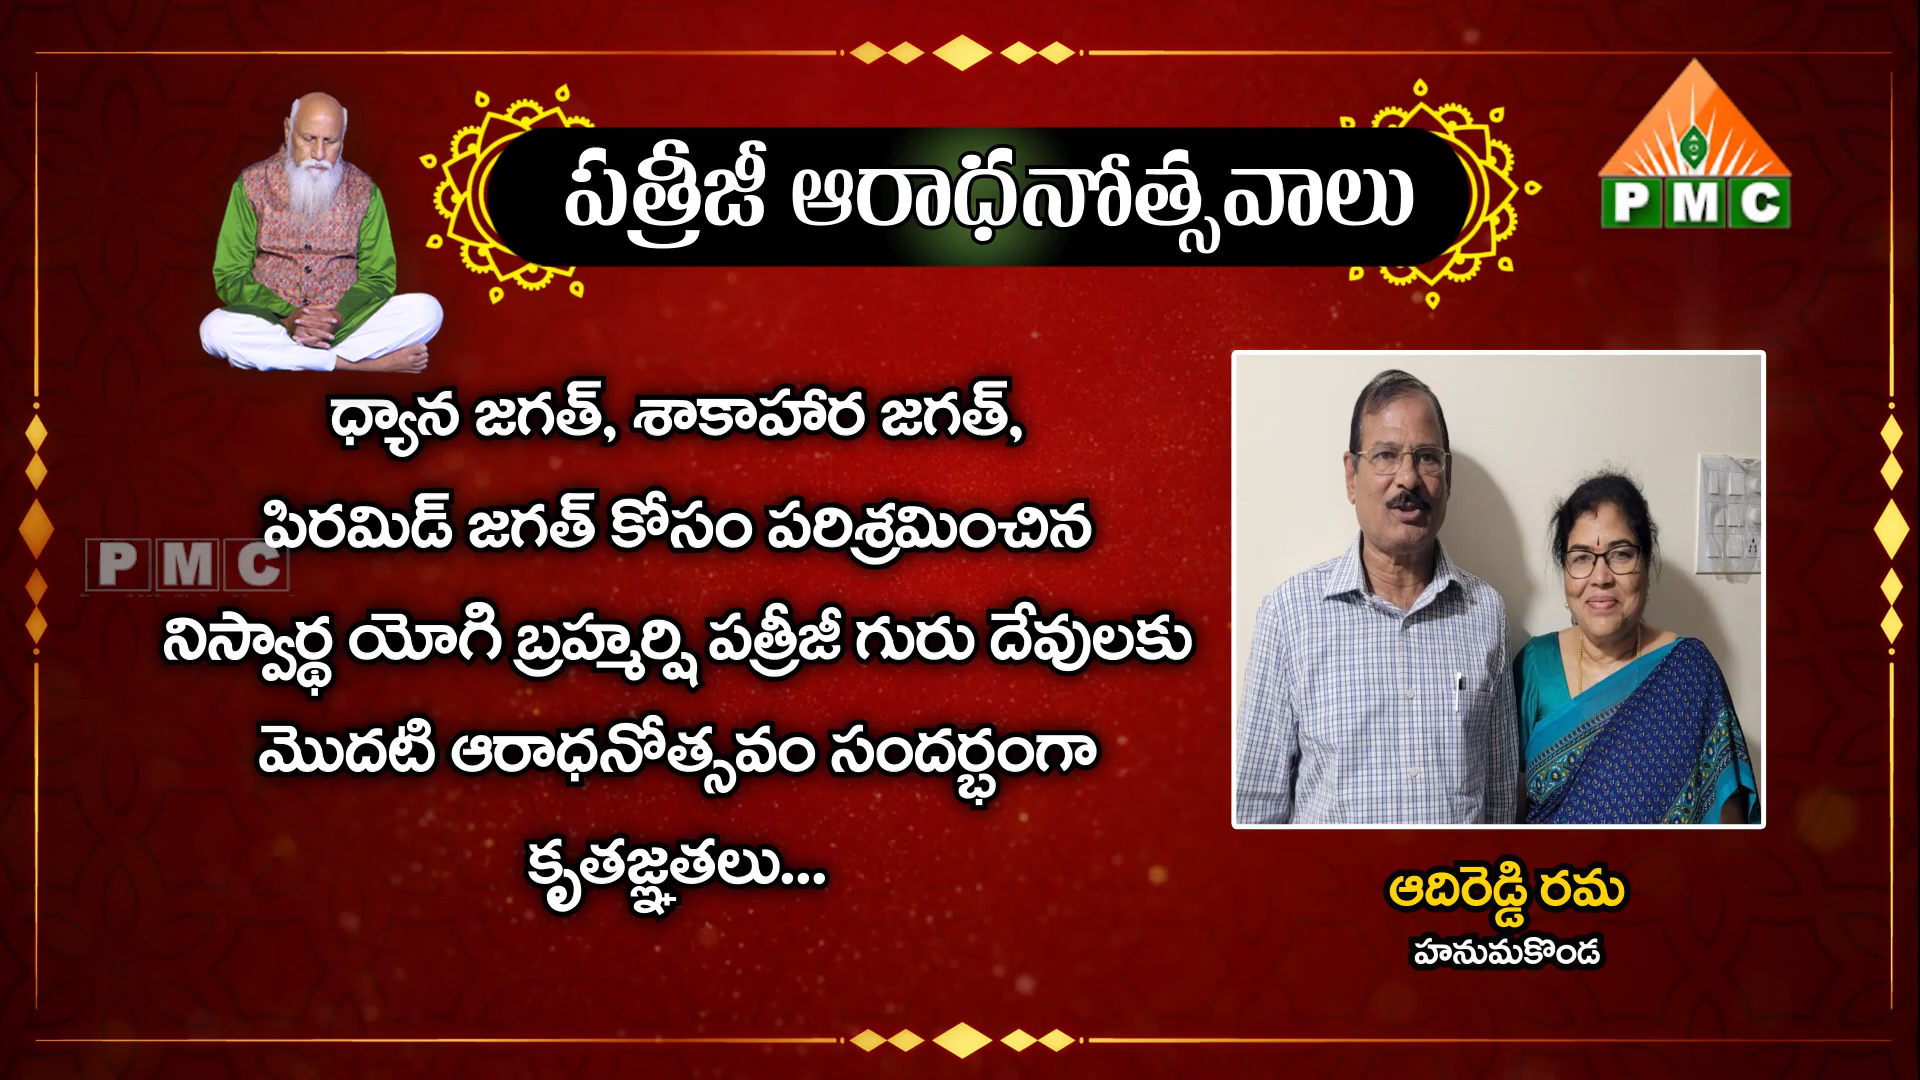 పత్రీజీ ఆరాధనోత్సవాలు
PMC
ధ్యాన జగత్, శాకాహార జగత్,
పిరమిడ్ జగత్ కోసం పరిశ్రమించిన
PMC
నిస్వార్థ యోగి బ్రహ్మర్షి పత్రీజీ గురు దేవులకు
మొదటి ఆరాధనోత్సవం సందర్భంగా
కృతజ్ఞతలు...
ఆదిరెడ్డి రమ
హనుమకొండ